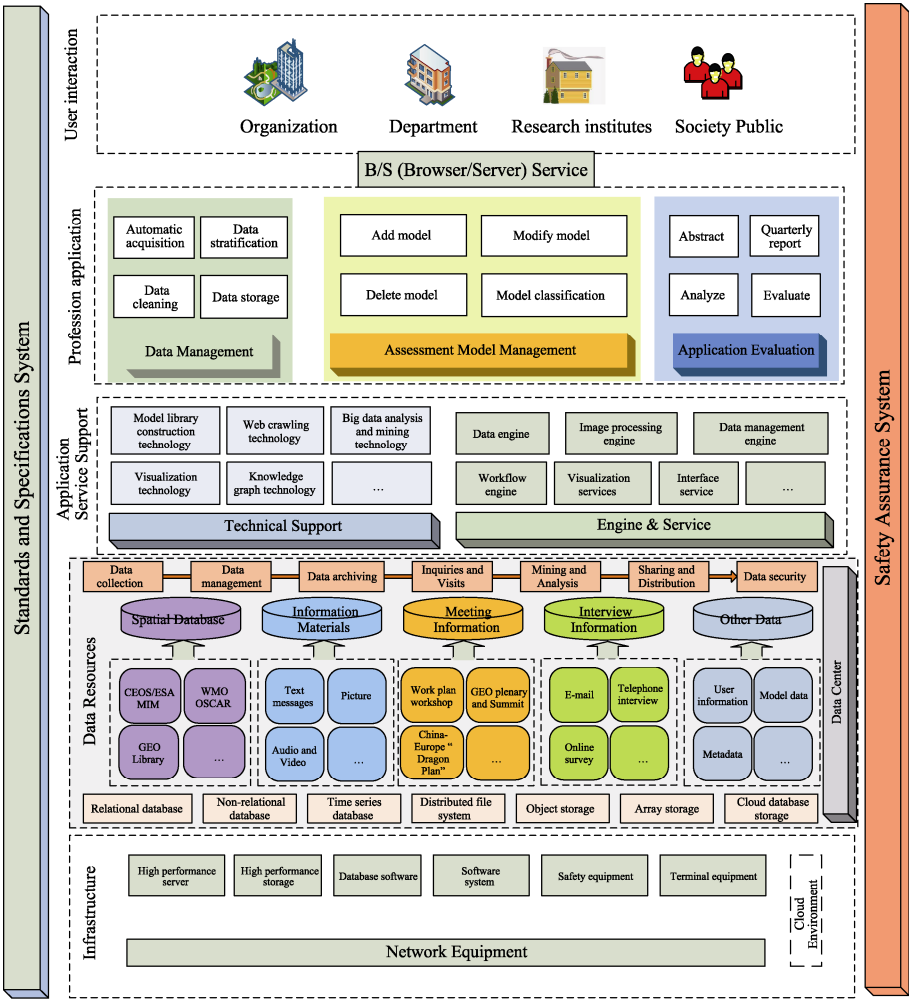 Standards and Specifications System
User interaction
Organization
Department
Research institutes
Society Public
B/S (Browser/Server) Service
Profession application
Automatic
acquisition
Data
stratification
Data
cleaning
Data storage
Data Management
Add model
Modify model
Delete model
Model classification
Assessment Model Management
Abstract
Quarterly
report
Analyze
Evaluate
Application Evaluation
Application
Service Support
Model library
construction
technology
Web crawling
technology
Big data analysis
and mining
technology
Visualization
technology
Knowledge
graph technology
...
Technical Support
Data engine
Image processing
engine
Data management
engine
Workflow
engine
Visualization
services
Interface
service
...
Engine & Service
Data Resources
Data
collection
Data
management
Data archiving
Inquiries and
Visits
Mining and
Analysis
Sharing and
Distribution
Data security
Spatial Database
Information
Materials
Meeting
Information
Interview
Information
Other Data
CEOS/ESA
MIM
WMO
OSCAR
GEO
Library
...
Text
messages
Picture
Audio and
Video
...
Work plan
workshop
GEO plenary
and Summit
China-
Europe “
Dragon
Plan”
...
E-mail
Telephone
interview
Online
survey
...
User
information
Model data
Metadata
...
Data Center
Relational database
Non-relational
database
Time series
database
Distributed file
system
Object storage
Array storage
Cloud database
storage
Infrastructure
High performance
server
High performance
storage
Database software
Software
system
Safety equipment
Terminal equipment
Network Equipment
Cloud
Environment
Safety Assurance System